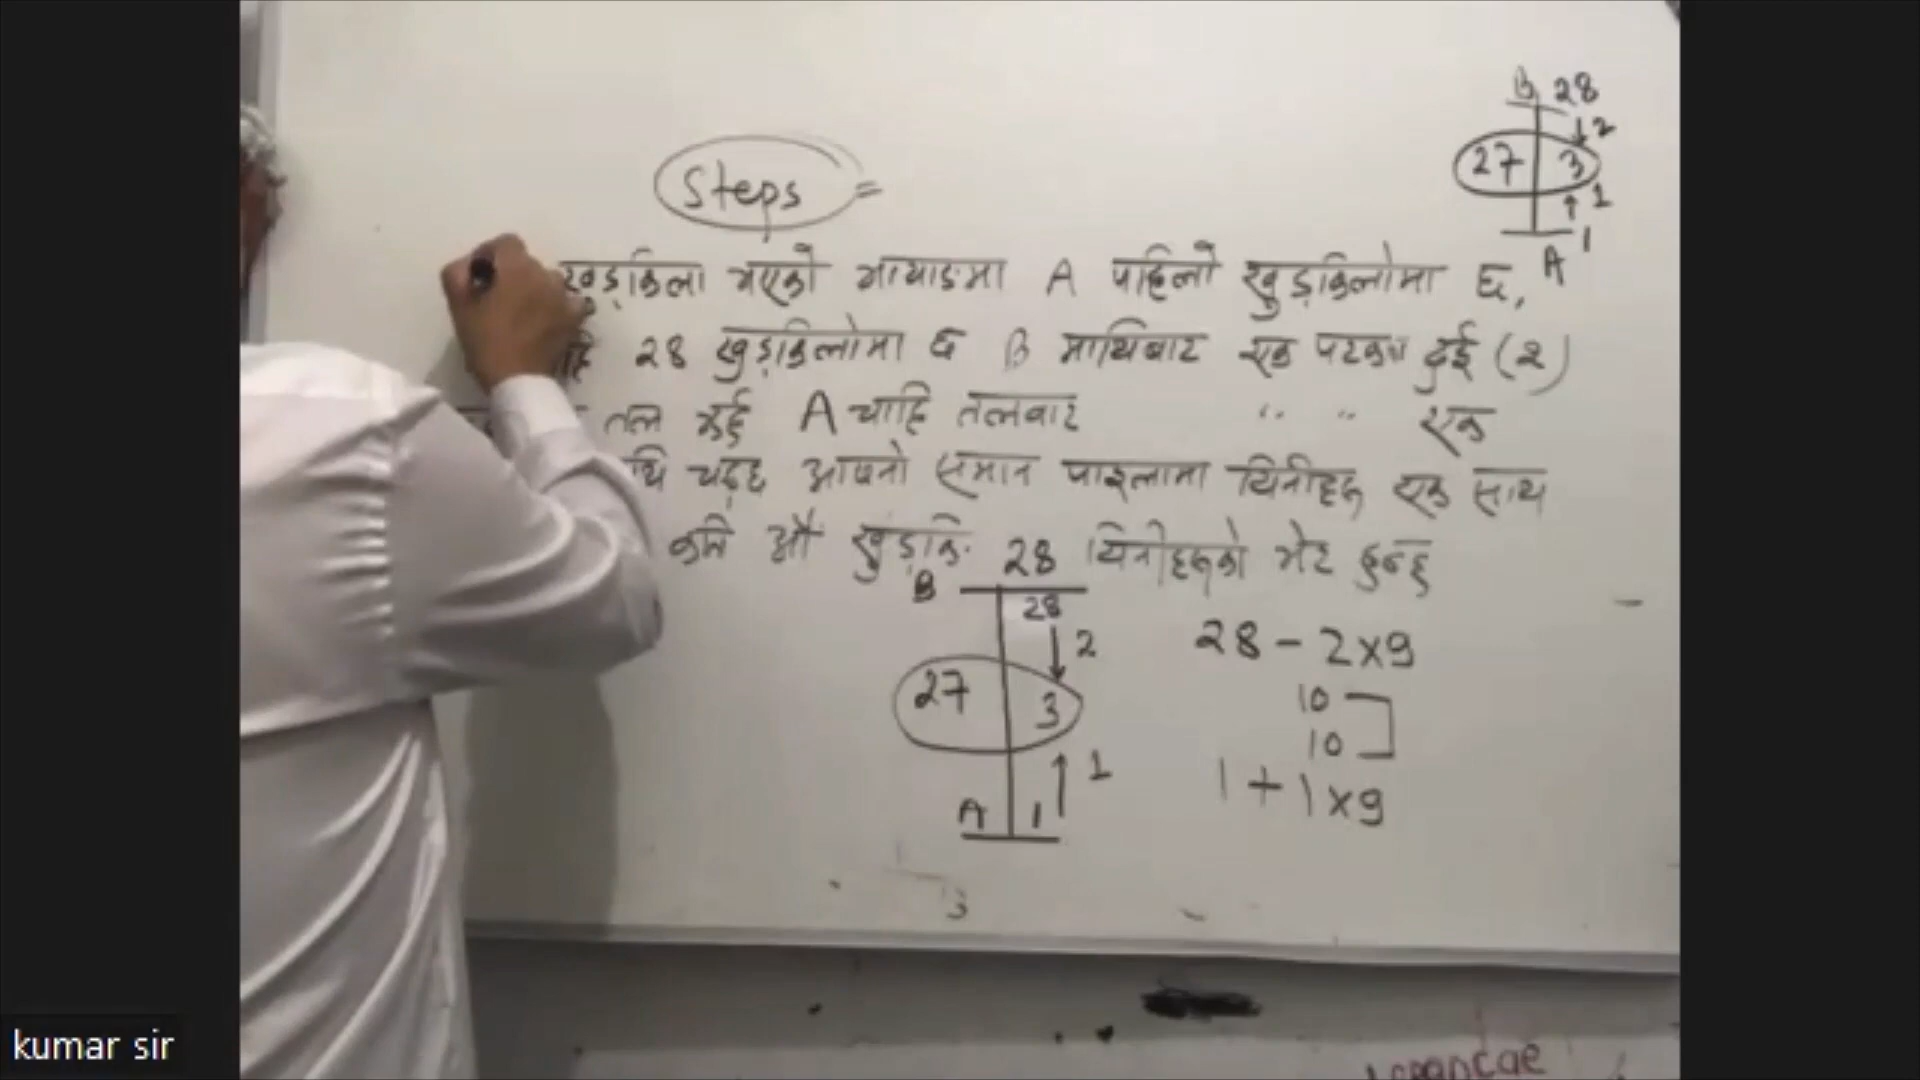 Steps =
खुड्किला भएको भर्‍याङमा A पहिलो खुड्किलोमा छ,
28 खुड्किलोमा छ B माथिबाट एक पटकमा दुई (2)
तल झर्छ A चाहि तलबाट " " एक
चढ्छ आफ्नो समान पाइलामा यिनीहरू एक साथ
कति औ खुड्कि. यिनीहरूको भेट हुन्छ
B 28
2
27 3
1
A 1
B 28
28
2
27 3
1
A 1
28 - 2x9
10
10
1 + 1x9
kumar sir